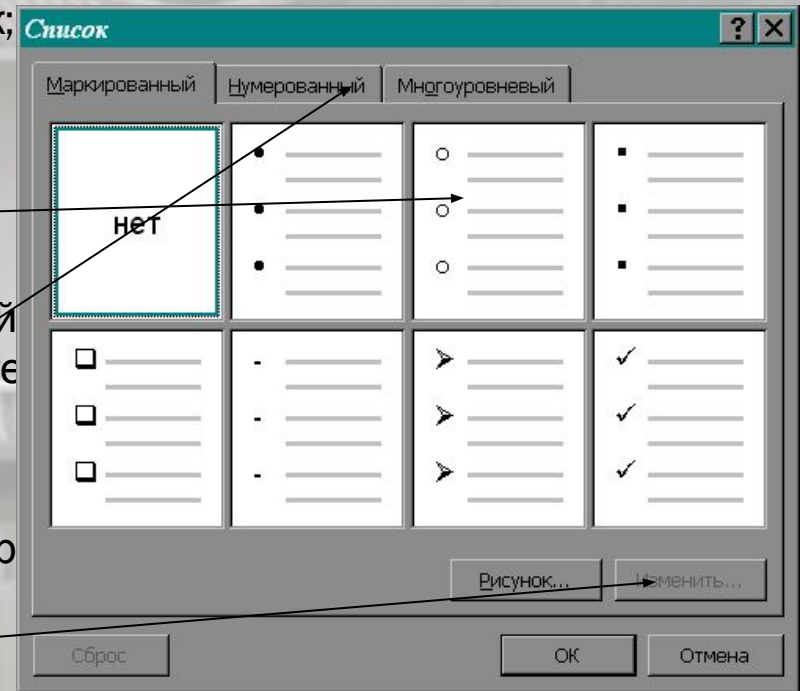 к;
Список
Маркированный Нумерованный Многоуровневый
нет
й
е
р
Рисунок... Изменить...
Сброс ОК Отмена